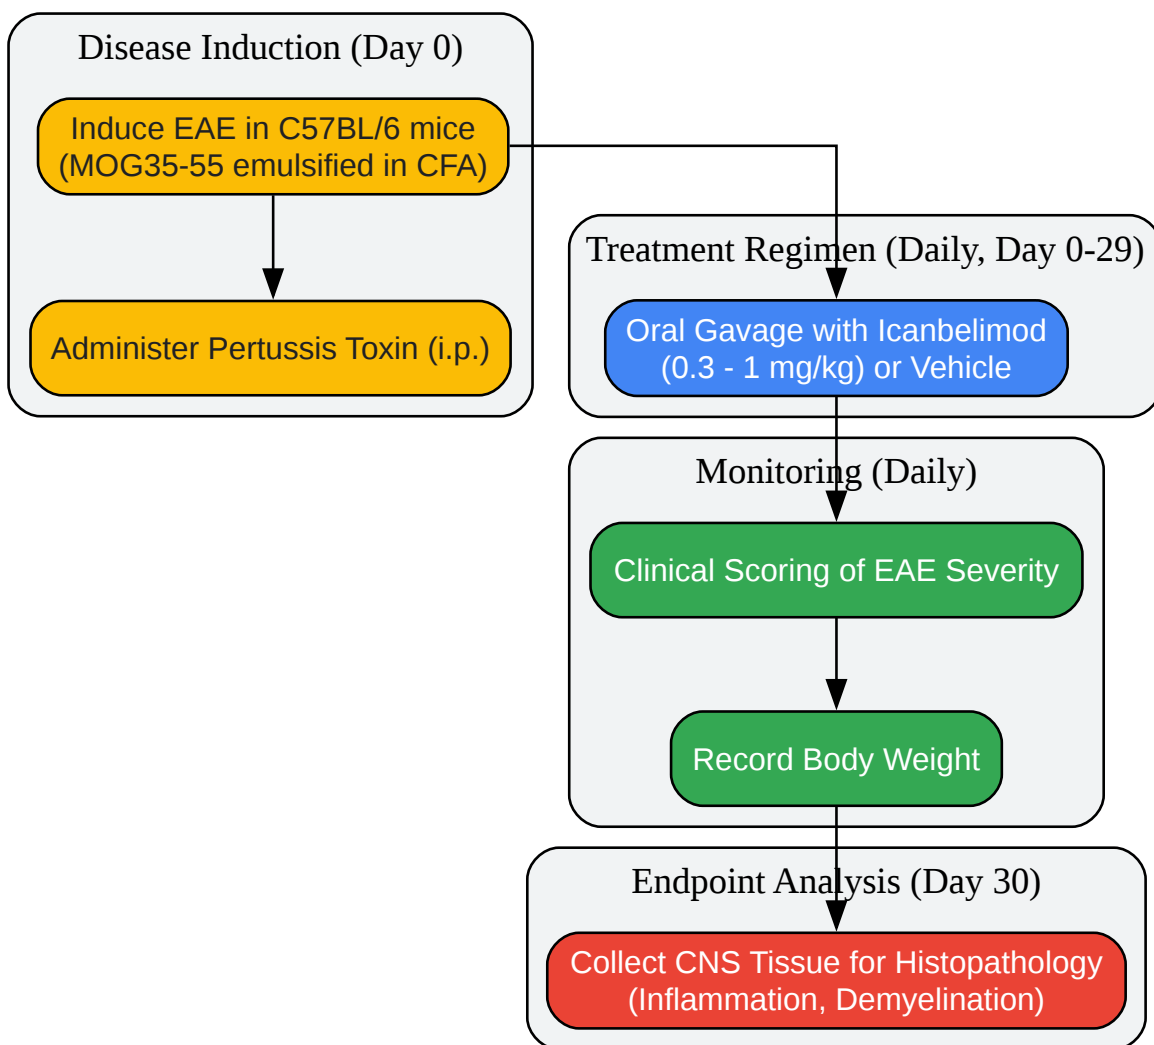 Disease Induction (Day 0)
Induce EAE in C57BL/6 mice
(MOG35-55 emulsified in CFA)
Administer Pertussis Toxin (i.p.)
Treatment Regimen (Daily, Day 0-29)
Oral Gavage with Icanbelimod
(0.3 - 1 mg/kg) or Vehicle
Monitoring (Daily)
Clinical Scoring of EAE Severity
Record Body Weight
Endpoint Analysis (Day 30)
Collect CNS Tissue for Histopathology
(Inflammation, Demyelination)